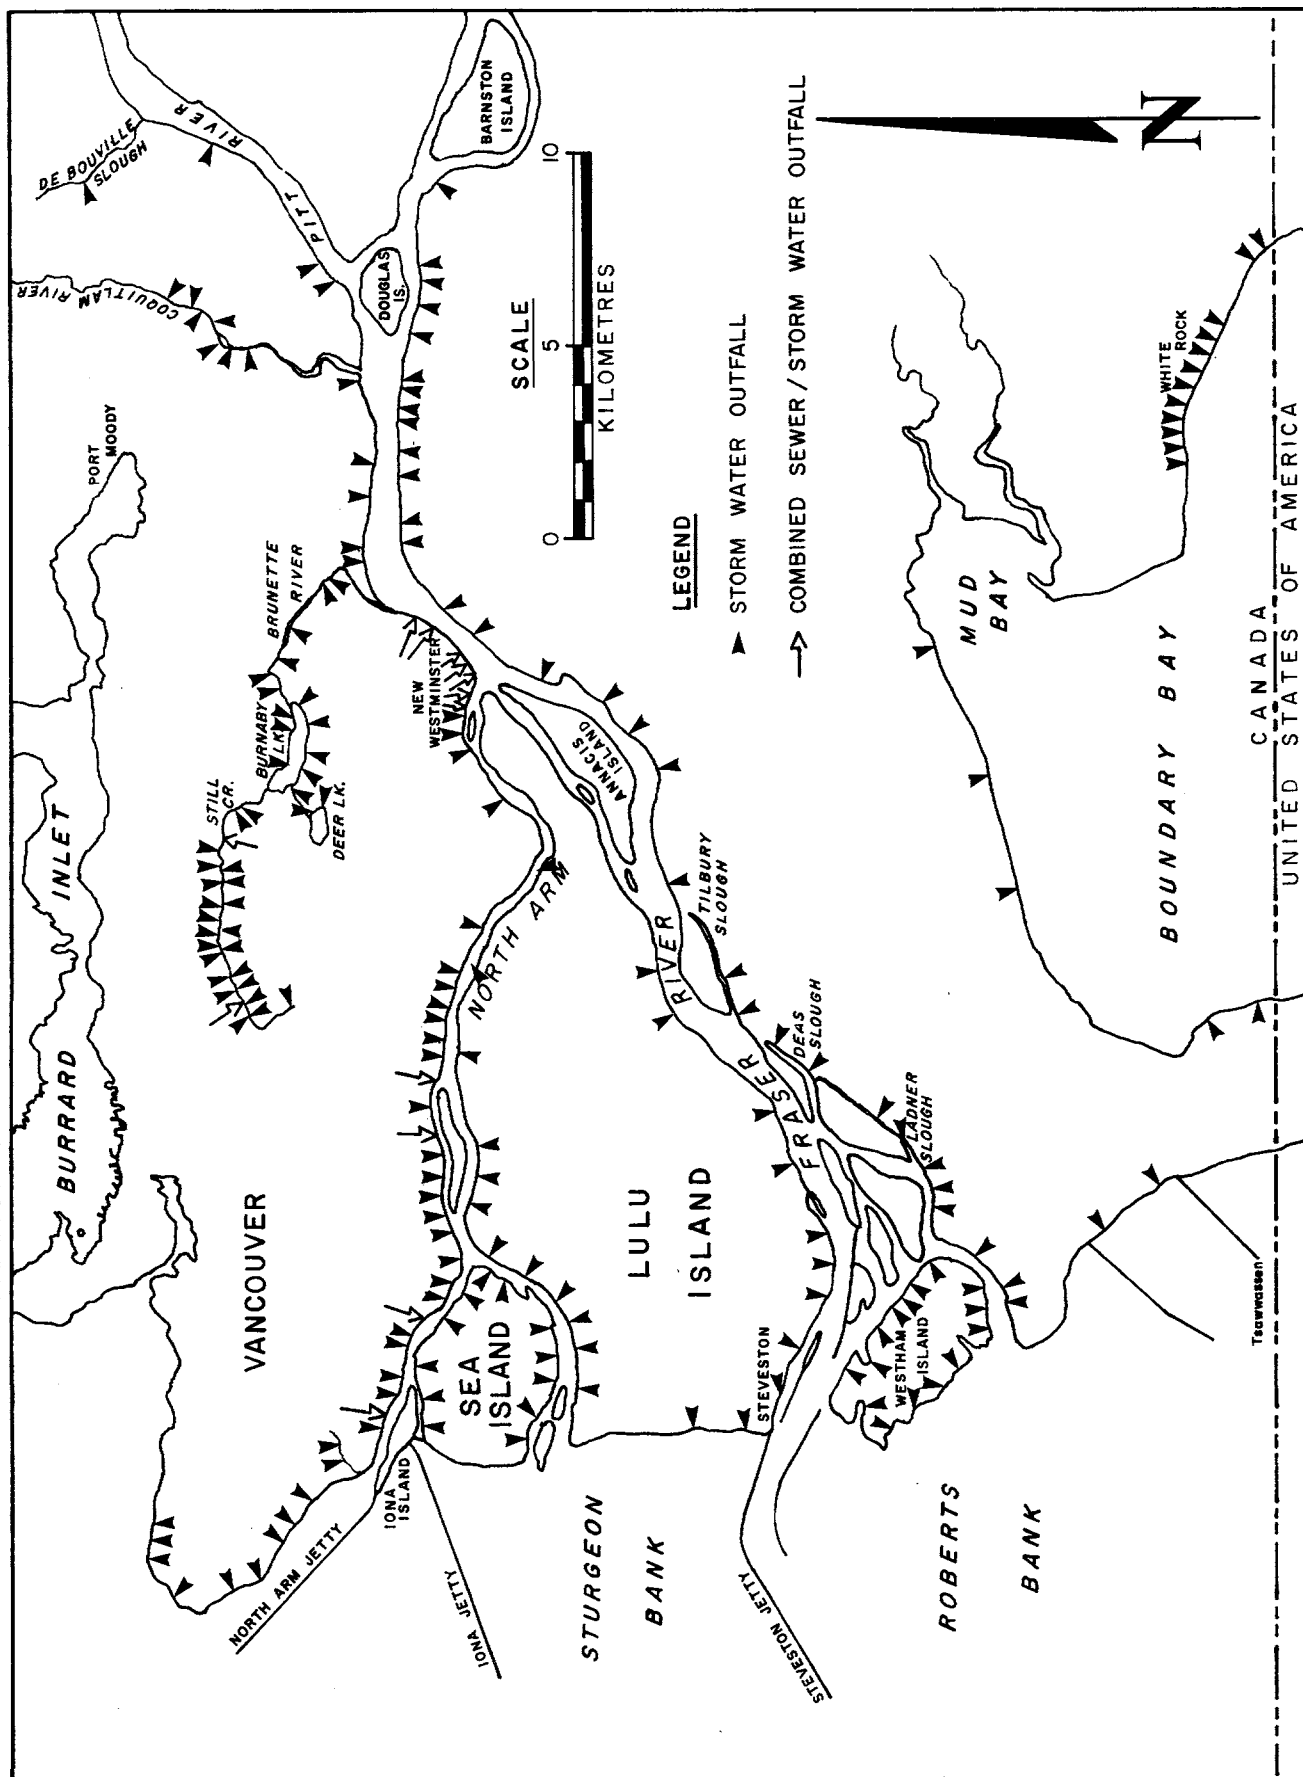 BURRARD INLET
PORT
MOODY
COQUITLAM RIVER
DE BOUVILLE
SLOUGH
PITT RIVER
VANCOUVER
STILL
CR.
BURNABY
LK.
DEER LK.
BRUNETTE
RIVER
DOUGLAS
IS.
BARNSTON
ISLAND
NEW
WESTMINSTER
NORTH ARM JETTY
IONA
ISLAND
IONA JETTY
SEA
ISLAND
NORTH ARM
ANNACIS
ISLAND
SCALE
0 5 10
KILOMETRES
STURGEON
BANK
LULU
ISLAND
FRASER RIVER
TILBURY
SLOUGH
DEAS
SLOUGH
LADNER
SLOUGH
LEGEND
STORM WATER OUTFALL
COMBINED SEWER/STORM WATER OUTFALL
STEVESTON
STEVESTON JETTY
WESTHAM
ISLAND
ROBERTS
BANK
MUD
BAY
BOUNDARY BAY
WHITE
ROCK
N
Tsawwassen
CANADA
UNITED STATES OF AMERICA